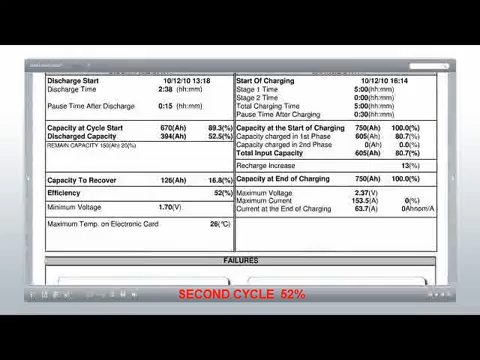 Discharge Start 10/12/10 13:18
Discharge Time 2:38 (hh:mm)
Pause Time After Discharge 0:15 (hh:mm)
Capacity at Cycle Start 670(Ah) 89.3(%)
Discharged Capacity 394(Ah) 52.5(%)
REMAIN CAPACITY 150(Ah) 20(%)
Capacity To Recover 126(Ah) 16.8(%)
Efficiency 52(%)
Minimum Voltage 1.70(V)
Maximum Temp. on Electronic Card 26(°C)
Start Of Charging 10/12/10 16:14
Stage 1 Time 5:00(hh:mm)
Stage 2 Time 0:00(hh:mm)
Total Charging Time 5:00(hh:mm)
Pause Time After Charging 0:30(hh:mm)
Capacity at the Start of Charging 750(Ah) 100.0(%)
Capacity charged in 1st Phase 605(Ah) 80.7(%)
Capacity charged in 2nd Phase 0(Ah) 0.0(%)
Total Input Capacity 605(Ah) 80.7(%)
Recharge Increase 13(%)
Capacity at End of Charging 750(Ah) 100.0(%)
Maximum Voltage 2.37(V)
Maximum Current 153.5(A) 0(%)
Current at the End of Charging 63.7(A) 0Ahnom/A
FAILURES
SECOND CYCLE 52%